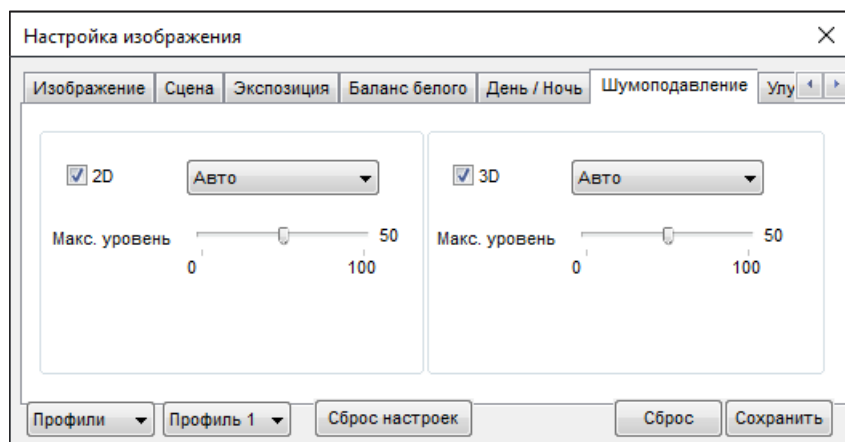 Настройка изображения
Изображение Сцена Экспозиция Баланс белого День / Ночь Шумоподавление Улу
2D Авто 3D Авто
Макс. уровень 50 Макс. уровень 50
0 100 0 100
Профили Профиль 1 Сброс настроек Сброс Сохранить